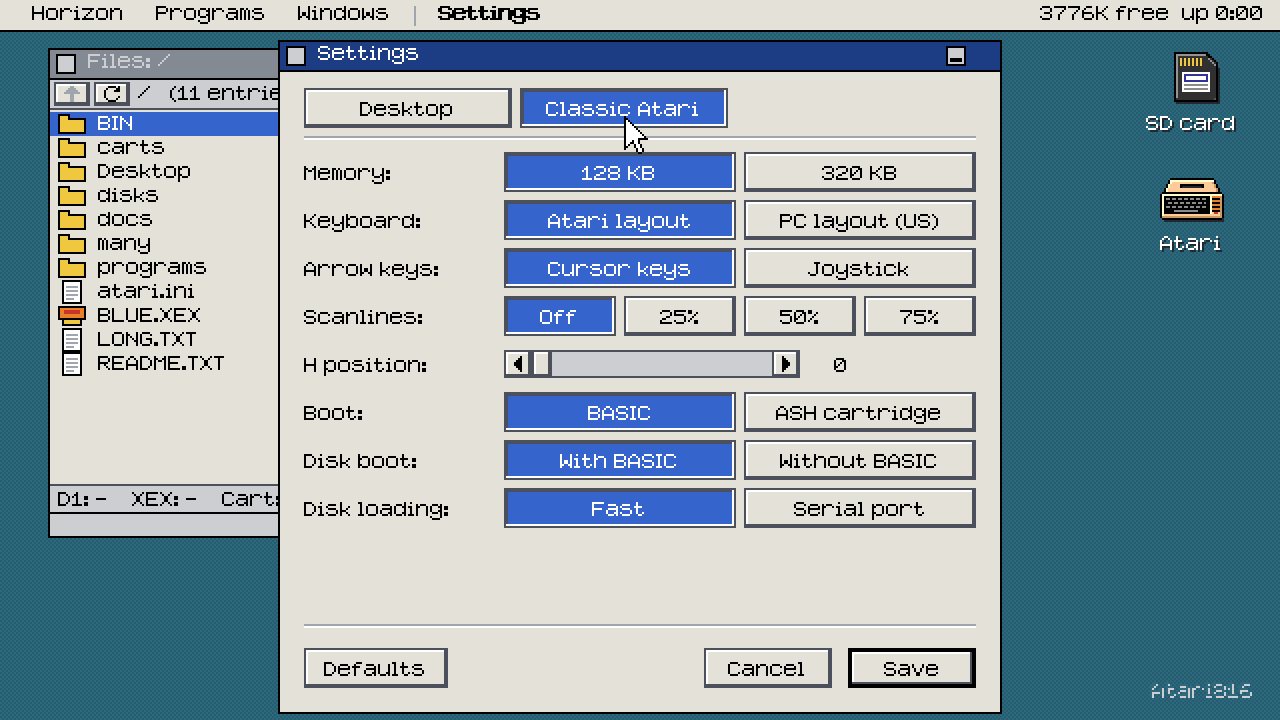 Horizon Programs Windows | Settings 3776K free up 0:00
Files: /
/ (11 entrie
BIN
carts
Desktop
disks
docs
many
programs
atari.ini
BLUE.XEX
LONG.TXT
README.TXT
D1: - XEX: - Cart:
Settings
Desktop Classic Atari
Memory: 128 KB 320 KB
Keyboard: Atari layout PC layout (US)
Arrow keys: Cursor keys Joystick
Scanlines: Off 25% 50% 75%
H position: 0
Boot: BASIC ASH cartridge
Disk boot: With BASIC Without BASIC
Disk loading: Fast Serial port
Defaults Cancel Save
SD card
Atari
Atari816